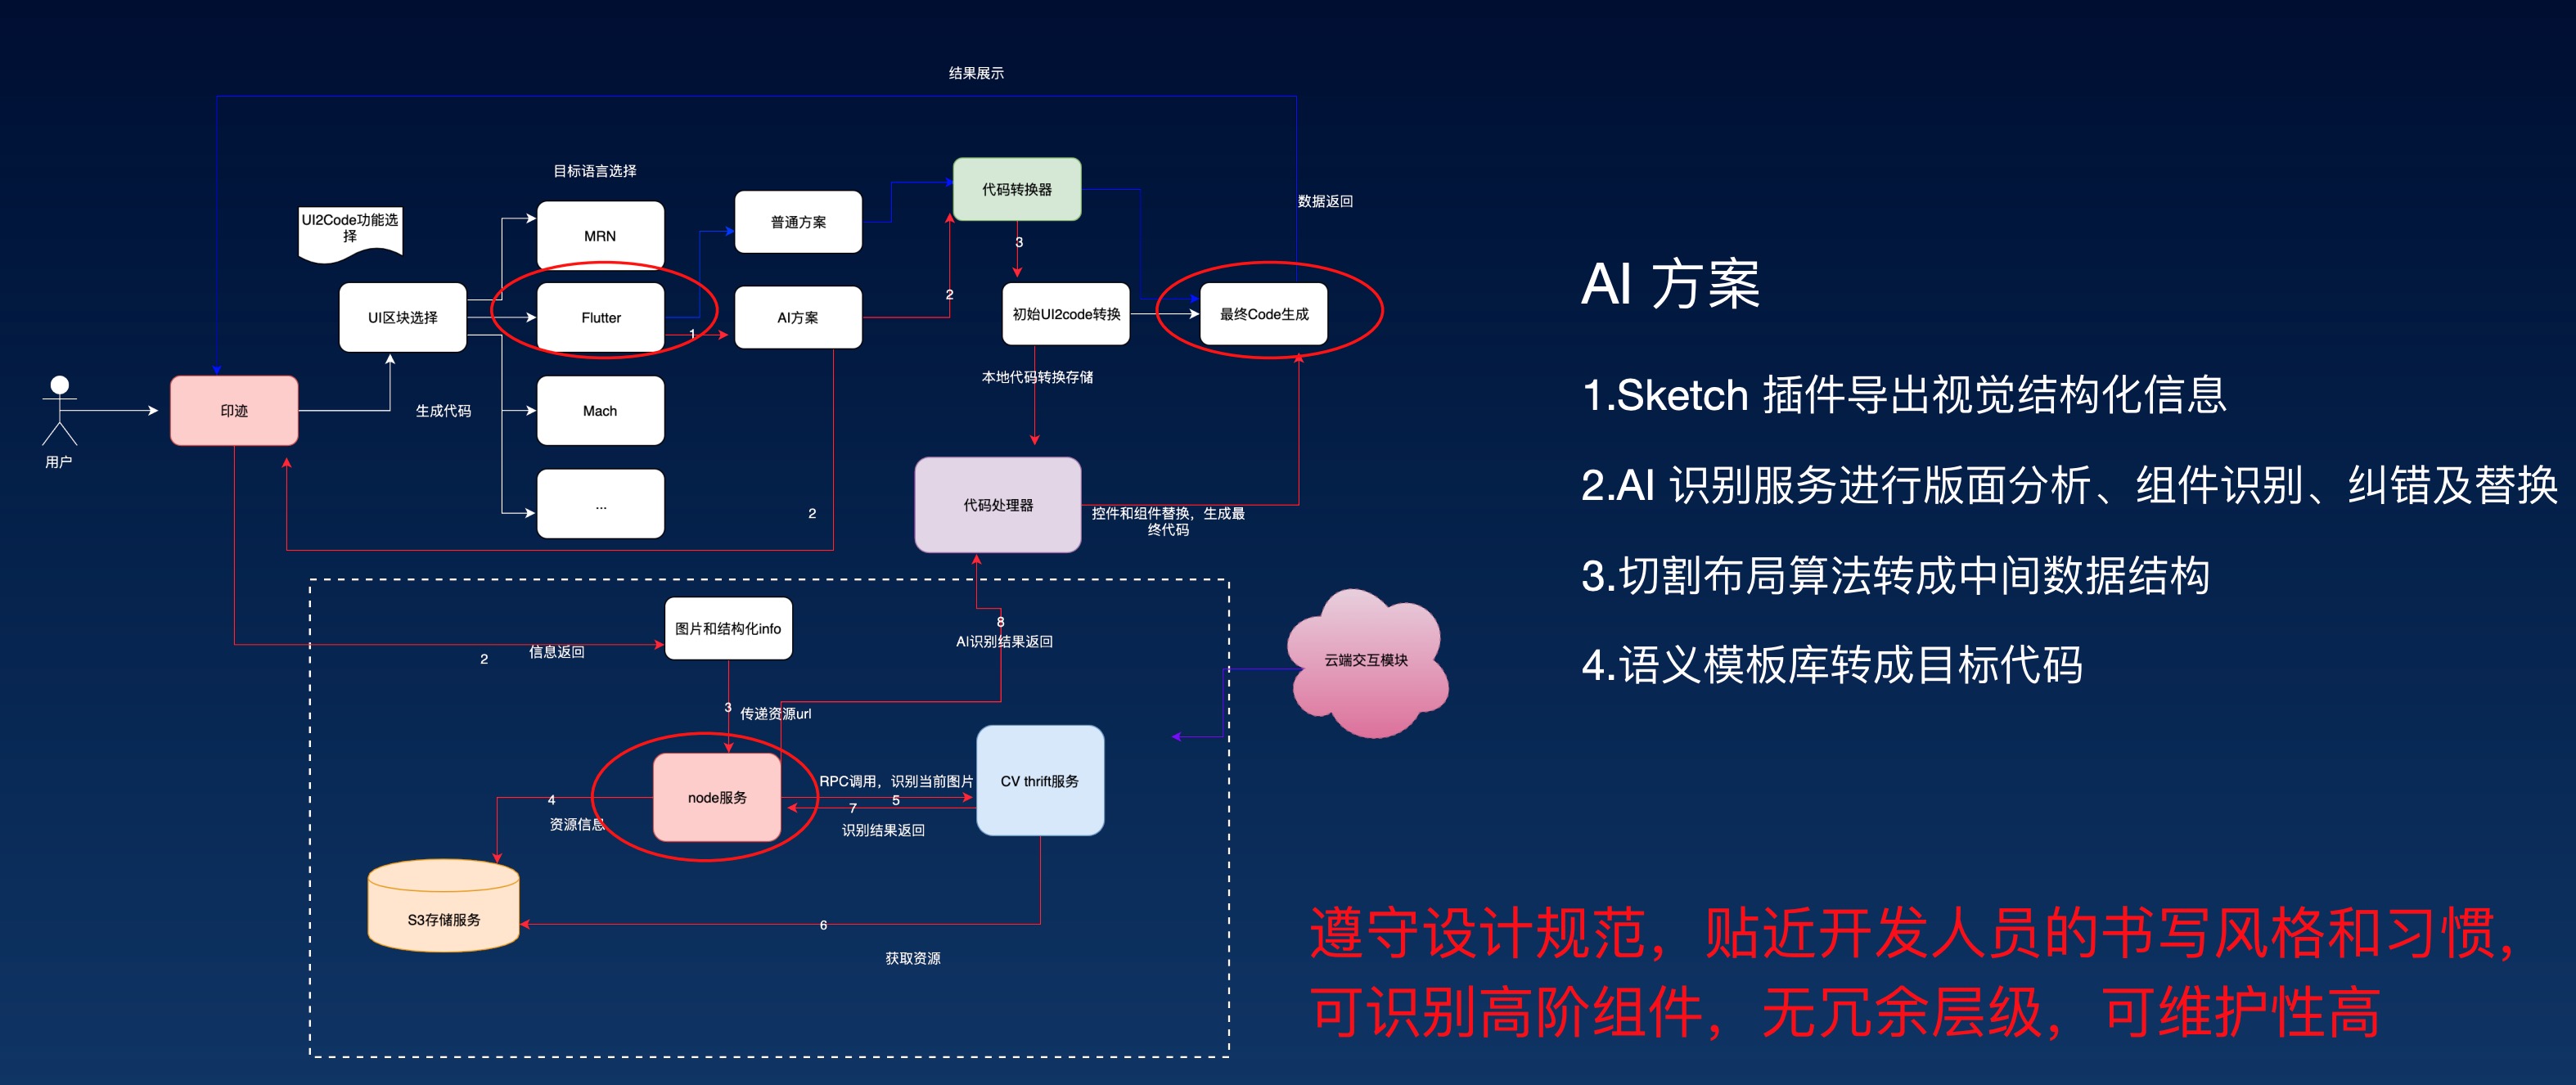 结果展示
目标语言选择
UI2Code功能选
择
MRN
普通方案
代码转换器
数据返回
3
2
UI区块选择
Flutter
1
AI方案
初始UI2code转换
最终Code生成
本地代码转换存储
印迹
生成代码
Mach
用户
...
2
代码处理器
控件和组件替换，生成最
终代码
图片和结构化info
8
AI识别结果返回
2
信息返回
云端交互模块
3
传递资源url
node服务
RPC调用，识别当前图片
5
7
识别结果返回
CV thrift服务
4
资源信息
S3存储服务
6
获取资源
AI 方案
1.Sketch 插件导出视觉结构化信息
2.AI 识别服务进行版面分析、组件识别、纠错及替换
3.切割布局算法转成中间数据结构
4.语义模板库转成目标代码
遵守设计规范，贴近开发人员的书写风格和习惯，
可识别高阶组件，无冗余层级，可维护性高